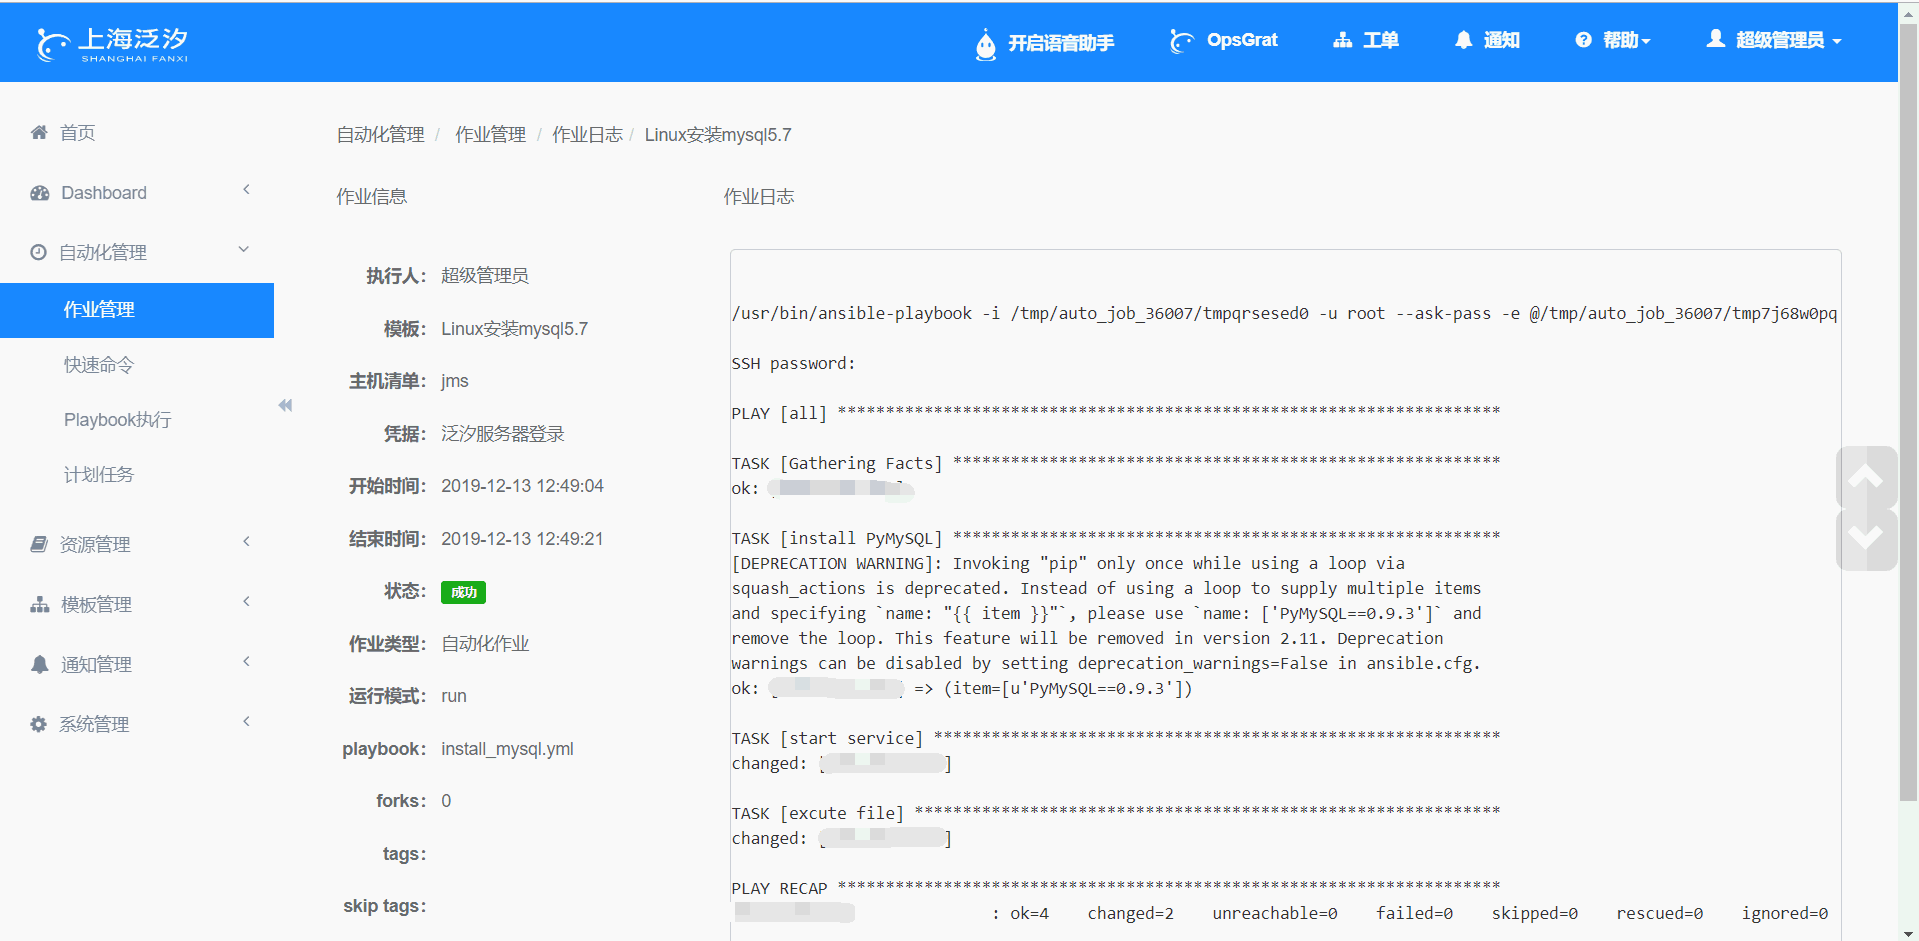 上海泛汐
SHANGHAI FANXI
开启语音助手
OpsGrat
工单
通知
帮助
超级管理员
首页
Dashboard
自动化管理
作业管理
快速命令
Playbook执行
计划任务
资源管理
模板管理
通知管理
系统管理
自动化管理 / 作业管理 / 作业日志 / Linux安装mysql5.7
作业信息
执行人： 超级管理员
模板： Linux安装mysql5.7
主机清单： jms
凭据： 泛汐服务器登录
开始时间： 2019-12-13 12:49:04
结束时间： 2019-12-13 12:49:21
状态： 成功
作业类型： 自动化作业
运行模式： run
playbook： install_mysql.yml
forks： 0
tags：
skip tags：
作业日志
/usr/bin/ansible-playbook -i /tmp/auto_job_36007/tmpqrsesed0 -u root --ask-pass -e @/tmp/auto_job_36007/tmp7j68w0pq
SSH password:
PLAY [all] *********************************************************************
TASK [Gathering Facts] *********************************************************
ok:
TASK [install PyMySQL] *********************************************************
[DEPRECATION WARNING]: Invoking "pip" only once while using a loop via
squash_actions is deprecated. Instead of using a loop to supply multiple items
and specifying `name: "{{ item }}"`, please use `name: ['PyMySQL==0.9.3']` and
remove the loop. This feature will be removed in version 2.11. Deprecation
warnings can be disabled by setting deprecation_warnings=False in ansible.cfg.
ok: [ ] => (item=[u'PyMySQL==0.9.3'])
TASK [start service] ***********************************************************
changed: [ ]
TASK [excute file] *************************************************************
changed: [ ]
PLAY RECAP *********************************************************************
: ok=4 changed=2 unreachable=0 failed=0 skipped=0 rescued=0 ignored=0